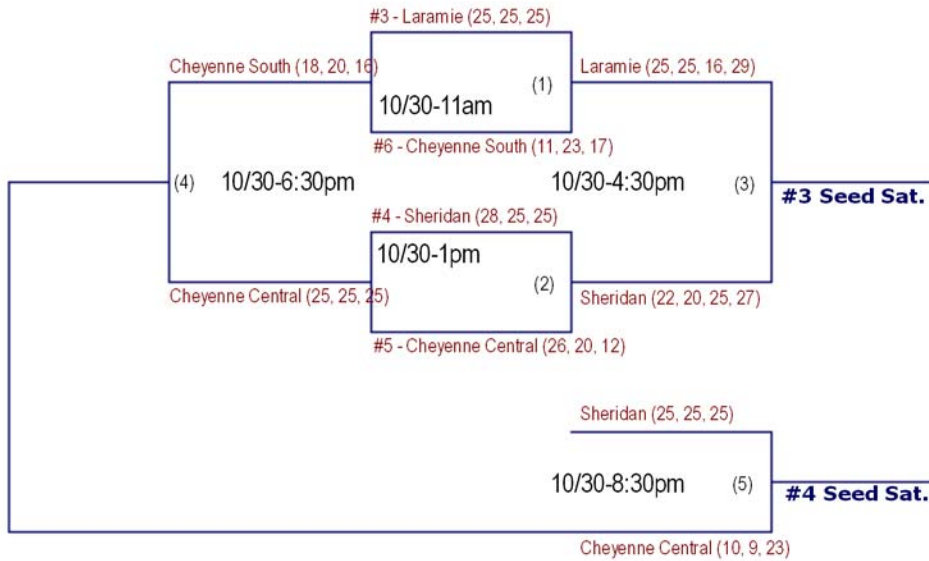 #3 - Laramie (25, 25, 25)
Cheyenne South (18, 20, 16)
Laramie (25, 25, 16, 29)
(1)
10/30-11am
#6 - Cheyenne South (11, 23, 17)
(4)
10/30-6:30pm
10/30-4:30pm
(3)
#3 Seed Sat.
#4 - Sheridan (28, 25, 25)
10/30-1pm
(2)
Cheyenne Central (25, 25, 25)
Sheridan (22, 20, 25, 27)
#5 - Cheyenne Central (26, 20, 12)
Sheridan (25, 25, 25)
10/30-8:30pm
(5)
#4 Seed Sat.
Cheyenne Central (10, 9, 23)